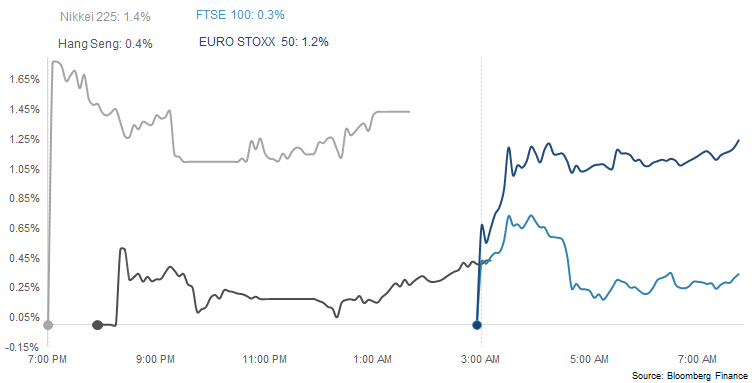 Nikkei 225: 1.4%
FTSE 100: 0.3%
Hang Seng: 0.4%
EURO STOXX 50: 1.2%
1.65%
1.45%
1.25%
1.05%
0.85%
0.65%
0.45%
0.25%
0.05%
-0.15%
7:00 PM
9:00 PM
11:00 PM
1:00 AM
3:00 AM
5:00 AM
7:00 AM
Source: Bloomberg Finance